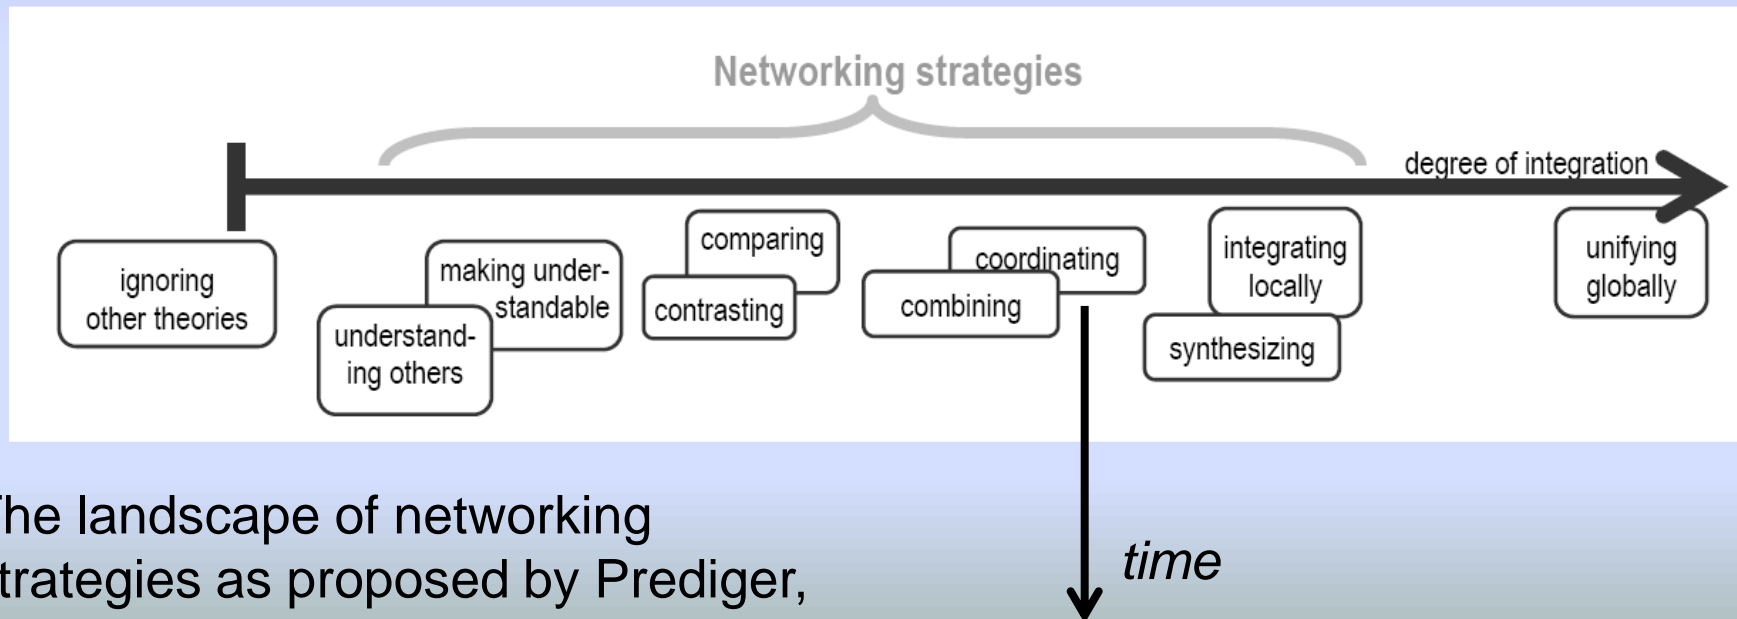 Networking strategies
degree of integration
ignoring
other theories
understand-
ing others
making under-
standable
comparing
contrasting
coordinating
combining
integrating
locally
synthesizing
unifying
globally
The landscape of networking
trategies as proposed by Prediger,
time